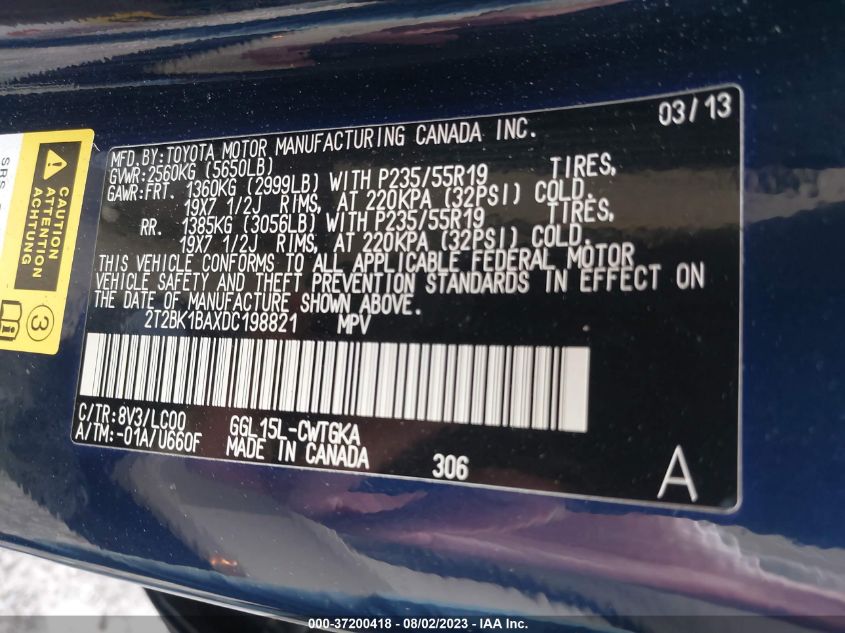 03/13
MFD. BY: TOYOTA MOTOR MANUFACTURING CANADA INC.
GVWR: 2560KG (5650LB)
GAWR: FRT. 1360KG (2999LB) WITH P235/55R19 TIRES,
19X7 1/2J RIMS, AT 220KPA (32PSI) COLD.
RR. 1385KG (3056LB) WITH P235/55R19 TIRES,
19X7 1/2J RIMS, AT 220KPA (32PSI) COLD.
THIS VEHICLE CONFORMS TO ALL APPLICABLE FEDERAL MOTOR
VEHICLE SAFETY AND THEFT PREVENTION STANDARDS IN EFFECT ON
THE DATE OF MANUFACTURE SHOWN ABOVE.
2T2BK1BAXDC198821 MPV
C/TR: 8V3/LC00 GGL15L-CWTGKA
A/TM: -01A/U660F MADE IN CANADA
306
A
CAUTION
ATTENTION
ACHTUNG
3
SRS
000-37200418 - 08/02/2023 - IAA Inc.